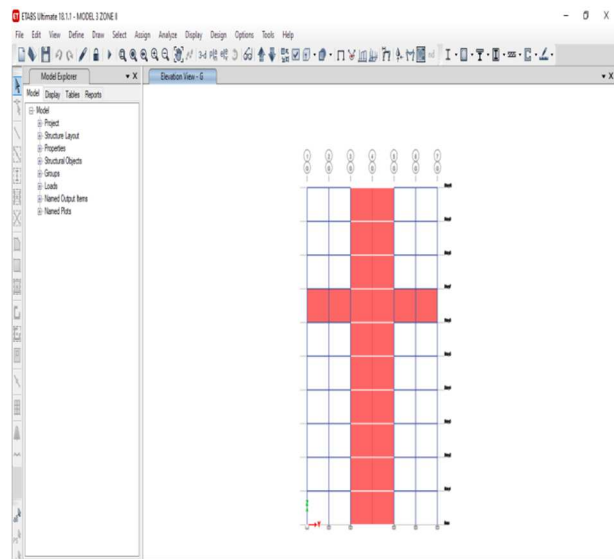 ETABS Ultimate 18.1.1 - MODEL 3 ZONE II
File Edit View Define Draw Select Assign Analyze Display Design Options Tools Help
Model Explorer
Elevation View - G
Model Display Tables Reports
Model
Project
Structure Layout
Properties
Structural Objects
Groups
Loads
Named Output Items
Named Plots